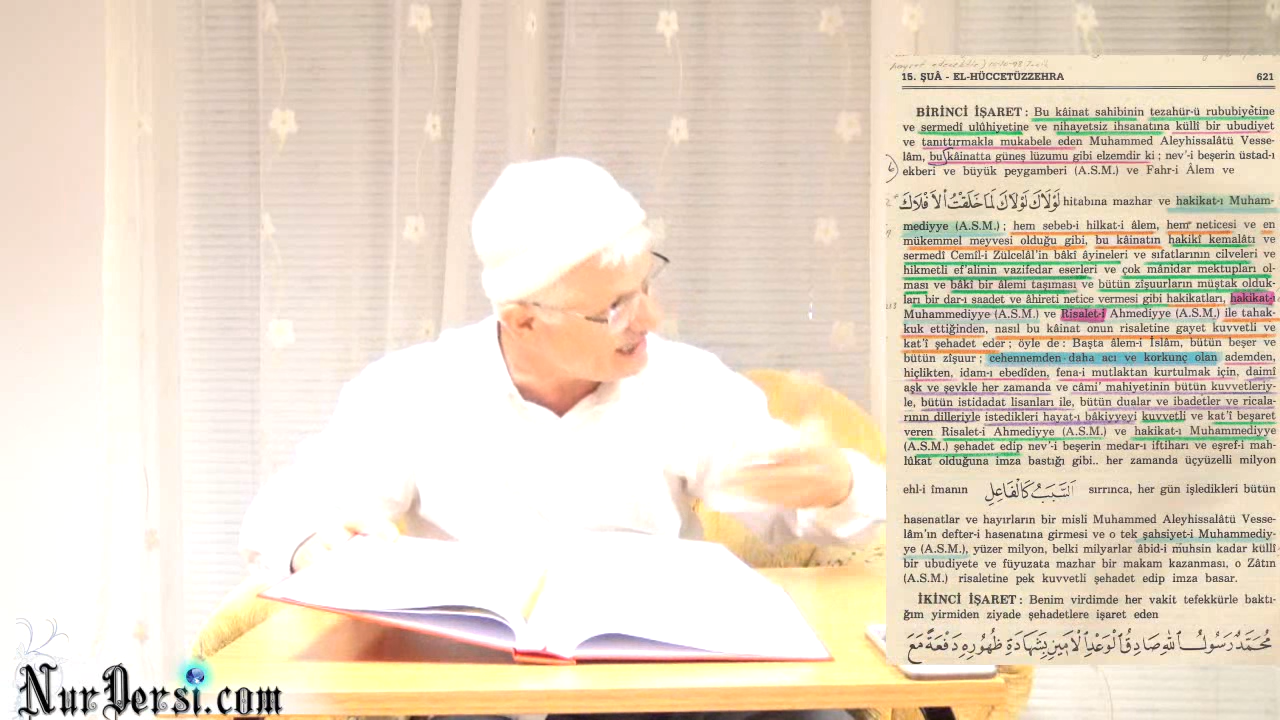 15. ŞUÂ - EL-HÜCCETÜZZEHRA 621
BİRİNCİ İŞARET : Bu kâinat sahibinin tezahür-ü rububiyetine
ve sermedî ulûhiyetine ve nihayetsiz ihsanatına küllî bir ubudiyet
ve tanıttırmakla mukabele eden Muhammed Aleyhissalâtü Vesse-
lâm, bu kâinatta güneş lüzumu gibi elzemdir ki ; nev'-i beşerin üstad-ı
ekberi ve büyük peygamberi (A.S.M.) ve Fahr-i Âlem ve
لَوْلَاكَ لَوْلَاكَ لَمَا خَلَقْتُ الْاَفْلَاكَ hitabına mazhar ve hakikat-ı Muham-
mediyye (A.S.M.) ; hem sebeb-i hilkat-i âlem, hem neticesi ve en
mükemmel meyvesi olduğu gibi, bu kâinatın hakikî kemalâtı ve
sermedî Cemîl-i Zülcelâl'in bâki âyineleri ve sıfatlarının cilveleri ve
hikmetli ef'alinin vazifedar eserleri ve çok mânidar mektupları ol-
ması ve bâki bir âlemi taşıması ve bütün zîşuurların müştak olduk-
ları bir dar-ı saadet ve âhireti netice vermesi gibi hakikatları, hakikat-ı
Muhammediyye (A.S.M.) ve Risalet-i Ahmediyye (A.S.M.) ile tahak-
kuk ettiğinden, nasıl bu kâinat onun risaletine gayet kuvvetli ve
kat'î şehadet eder ; öyle de : Başta âlem-i İslâm, bütün beşer ve
bütün zîşuur ; cehennemden daha acı ve korkunç olan ademden,
hiçlikten, idam-ı ebedîden, fena-i mutlaktan kurtulmak için, daimî
aşk ve şevkle her zamanda ve câmi' mahiyetinin bütün kuvvetleriy-
le, bütün istidadat lisanları ile, bütün dualar ve ibadetler ve ricala-
rının dilleriyle istedikleri hayat-ı bâkiyyeyi kuvvetli ve kat'î beşaret
veren Risalet-i Ahmediyye (A.S.M.) ve hakikat-ı Muhammediyye
(A.S.M.) şehadet edip nev'-i beşerin medar-ı iftiharı ve eşref-i mah-
lûkat olduğuna imza bastığı gibi.. her zamanda üçyüzelli milyon
ehl-i îmanın اَلسَّبَبُ كَالْفَاعِلِ sırrınca, her gün işledikleri bütün
hasenatlar ve hayırların bir misli Muhammed Aleyhissalâtü Vesse-
lâm'ın defter-i hasenatına girmesi ve o tek şahsiyet-i Muhammediy-
ye (A.S.M.), yüzer milyon, belki milyarlar âbid-i muhsin kadar küllî
bir ubudiyete ve füyuzata mazhar bir makam kazanması, o Zâtın
(A.S.M.) risaletine pek kuvvetli şehadet edip imza basar.
İKİNCİ İŞARET : Benim virdimde her vakit tefekkürle baktı-
ğım yirmiden ziyade şehadetlere işaret eden
مُحَمَّدٌ رَسُولُ اللّٰهِ صَادِقُ الْوَعْدِ الْاَمِينِ بِشَهَادَةِ ظُهُورِهِ دَفْعَةً مَعَ
NurDersi.com